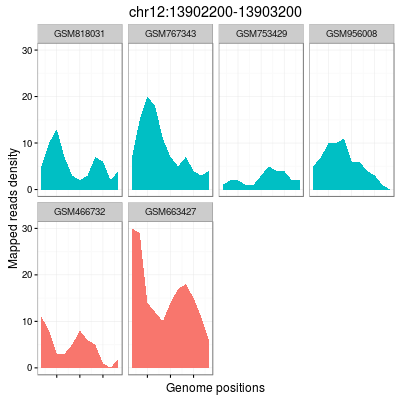 chr12:13902200-13903200
GSM818031 GSM767343 GSM753429 GSM956008
30
20
10
0
GSM466732 GSM663427
30
20
10
0
Mapped reads density
Genome positions